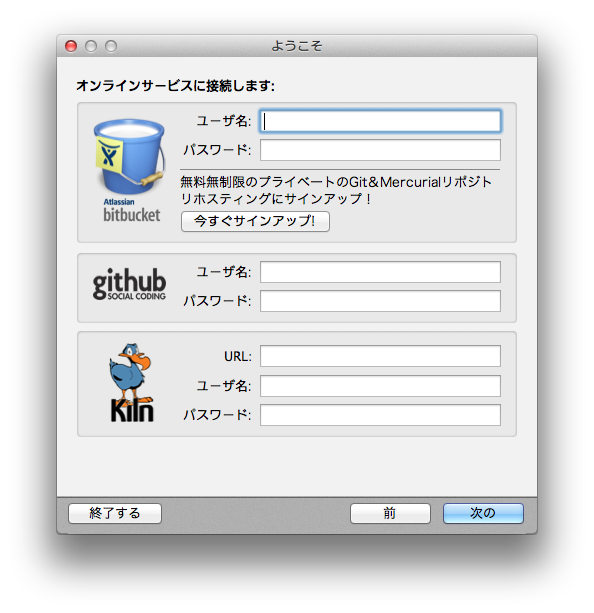 ようこそ
オンラインサービスに接続します:
ユーザ名:
パスワード:
無料無制限のプライベートのGit&Mercurialリポジト
リホスティングにサインアップ！
今すぐサインアップ!
Atlassian
bitbucket
github
SOCIAL CODING
ユーザ名:
パスワード:
Kiln
URL:
ユーザ名:
パスワード:
終了する
前
次の